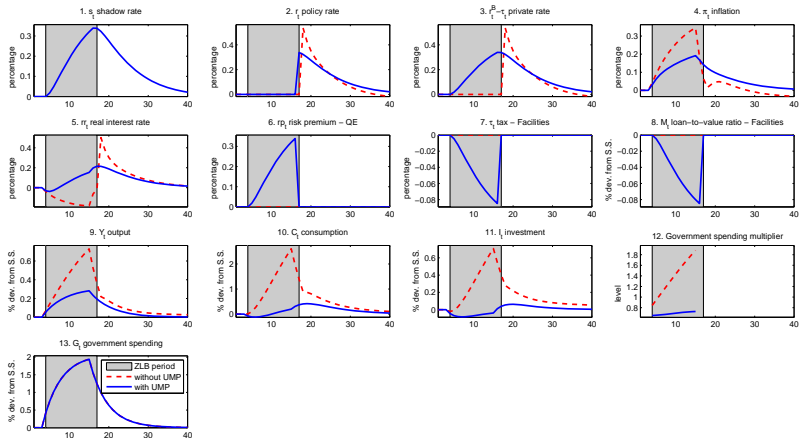 1. s_t shadow rate
percentage
0.3
0.2
0.1
0
10 20 30 40
2. r_t policy rate
percentage
0.4
0.2
0
10 20 30 40
3. r_t^B−τ_t private rate
percentage
0.4
0.2
0
10 20 30 40
4. π_t inflation
percentage
0.3
0.2
0.1
0
10 20 30 40
5. rr_t real interest rate
percentage
0.4
0.2
0
10 20 30 40
6. rp_t risk premium − QE
percentage
0.3
0.2
0.1
0
10 20 30 40
7. τ_t tax − Facilities
percentage
0
−0.02
−0.04
−0.06
−0.08
10 20 30 40
8. M_t loan−to−value ratio − Facilities
% dev. from S.S.
0
−0.02
−0.04
−0.06
−0.08
10 20 30 40
9. Y_t output
% dev. from S.S.
0.6
0.4
0.2
0
10 20 30 40
10. C_t consumption
% dev. from S.S.
2
1
0
10 20 30 40
11. I_t investment
% dev. from S.S.
0.6
0.4
0.2
0
10 20 30 40
12. Government spending multiplier
level
1.8
1.6
1.4
1.2
1
0.8
10 20 30 40
13. G_t government spending
% dev. from S.S.
2
1.5
1
0.5
0
10 20 30 40
ZLB period
without UMP
with UMP